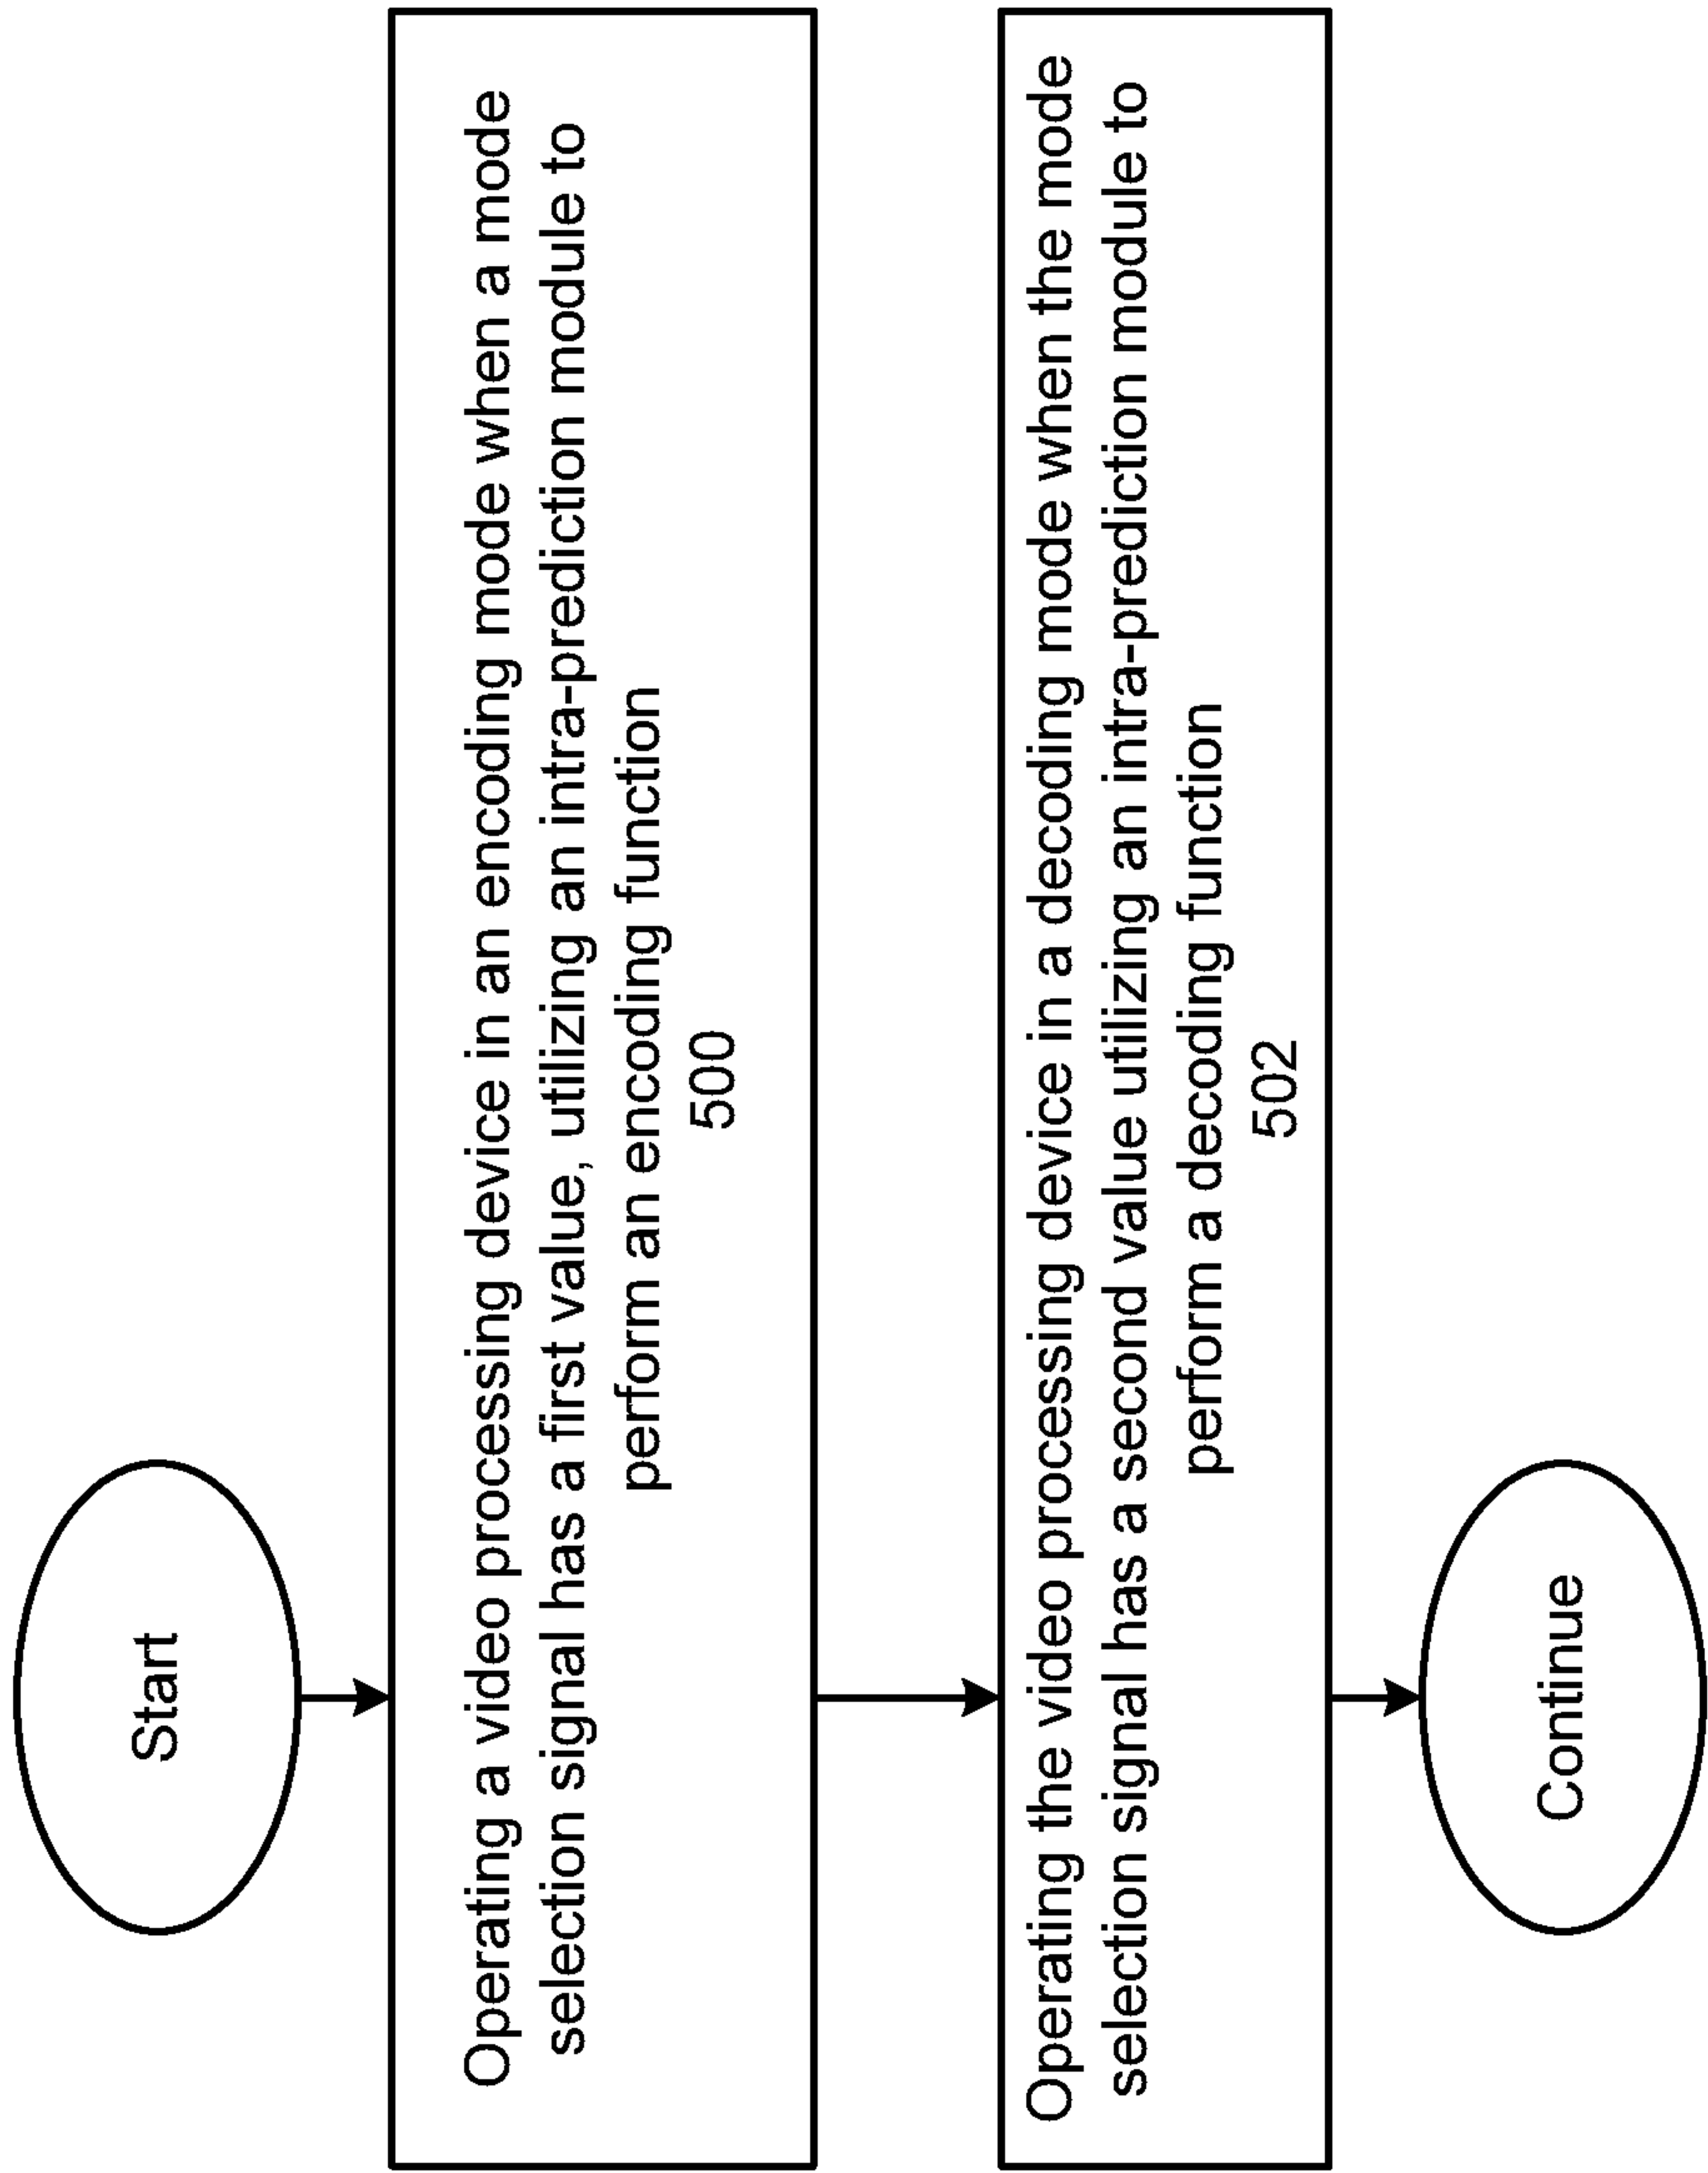 Start
Operating a video processing device in an encoding mode when a mode
selection signal has a first value, utilizing an intra-prediction module to
perform an encoding function
500
Operating the video processing device in a decoding mode when the mode
selection signal has a second value utilizing an intra-prediction module to
perform a decoding function
502
Continue